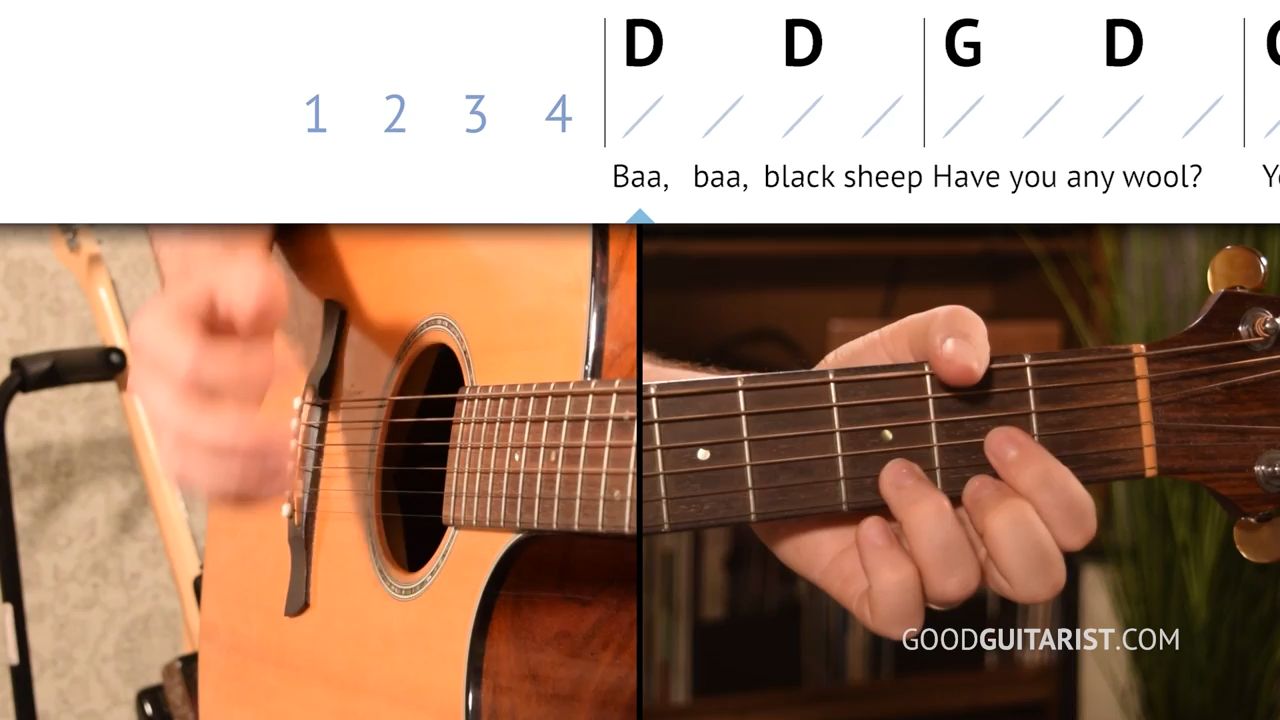 D D G D
1 2 3 4
Baa, baa, black sheep Have you any wool?
GOODGUITARIST.COM